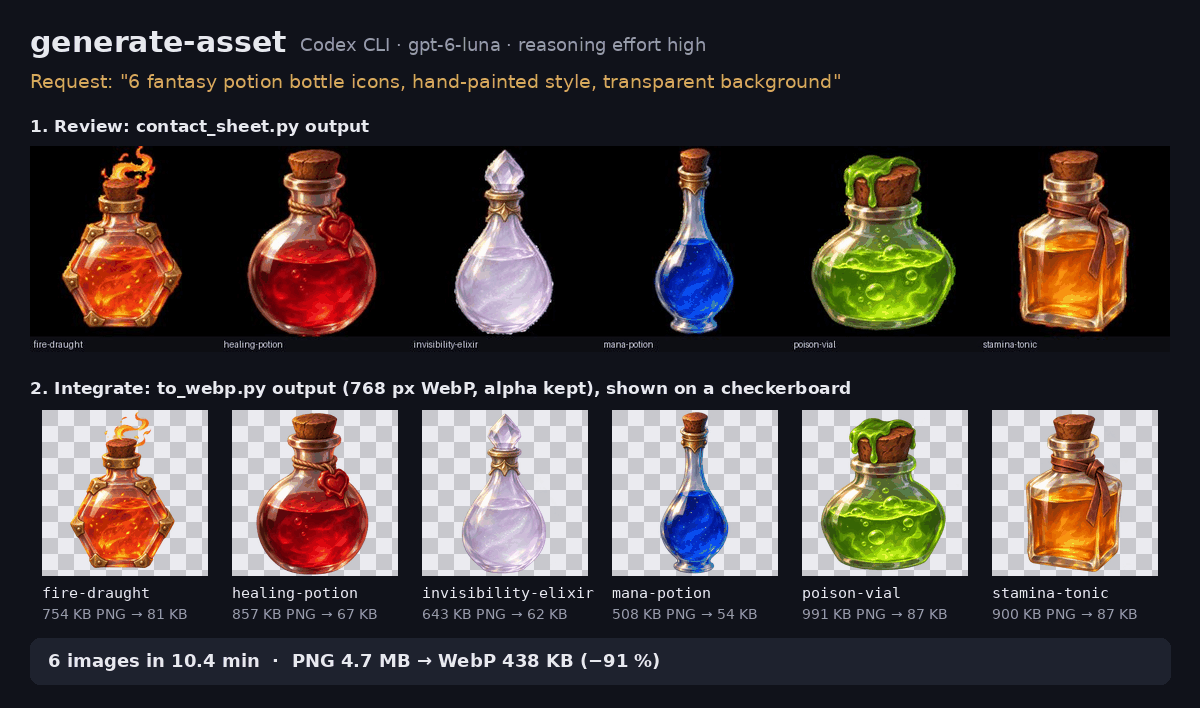 generate-asset Codex CLI · gpt-6-luna · reasoning effort high
Request: "6 fantasy potion bottle icons, hand-painted style, transparent background"
1. Review: contact_sheet.py output
fire-draught healing-potion invisibility-elixir mana-potion poison-vial stamina-tonic
2. Integrate: to_webp.py output (768 px WebP, alpha kept), shown on a checkerboard
fire-draught healing-potion invisibility-elixir mana-potion poison-vial stamina-tonic
754 KB PNG → 81 KB 857 KB PNG → 67 KB 643 KB PNG → 62 KB 508 KB PNG → 54 KB 991 KB PNG → 87 KB 900 KB PNG → 87 KB
6 images in 10.4 min · PNG 4.7 MB → WebP 438 KB (−91 %)